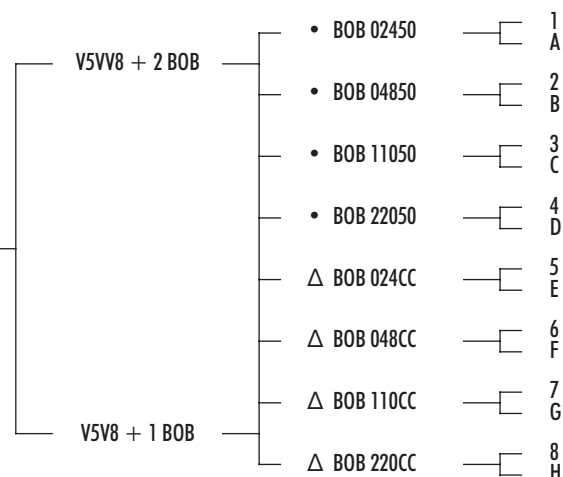 V5VV8 + 2 BOB
V5V8 + 1 BOB
• BOB 02450
1
A
• BOB 04850
2
B
• BOB 11050
3
C
• BOB 22050
4
D
Δ BOB 024CC
5
E
Δ BOB 048CC
6
F
Δ BOB 110CC
7
G
Δ BOB 220CC
8
H